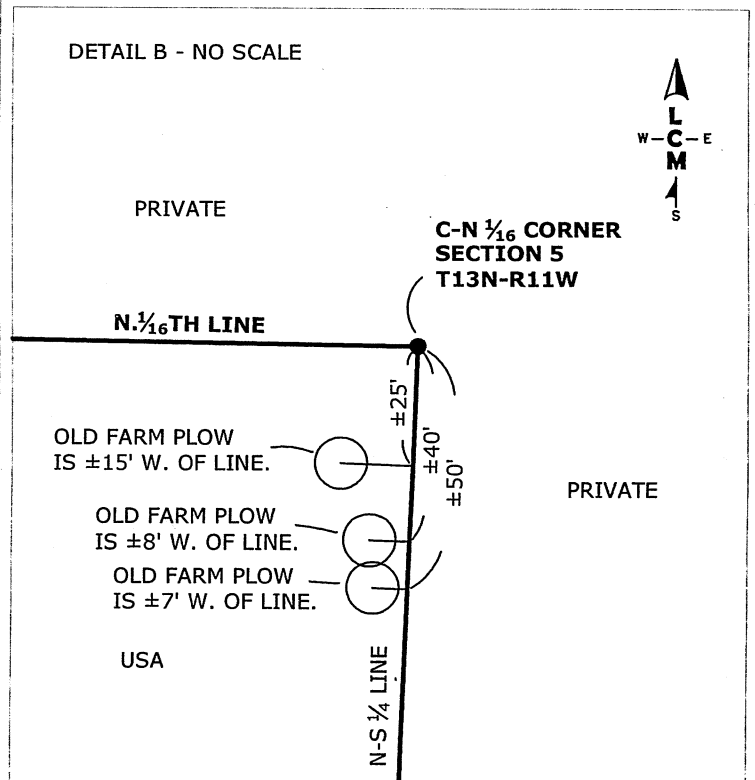 DETAIL B - NO SCALE
L
W-C-E
M
S
PRIVATE
C-N 1/16 CORNER
SECTION 5
T13N-R11W
N.1/16TH LINE
±25'
±40'
±50'
OLD FARM PLOW
IS ±15' W. OF LINE.
PRIVATE
OLD FARM PLOW
IS ±8' W. OF LINE.
OLD FARM PLOW
IS ±7' W. OF LINE.
USA
N-S 1/4 LINE